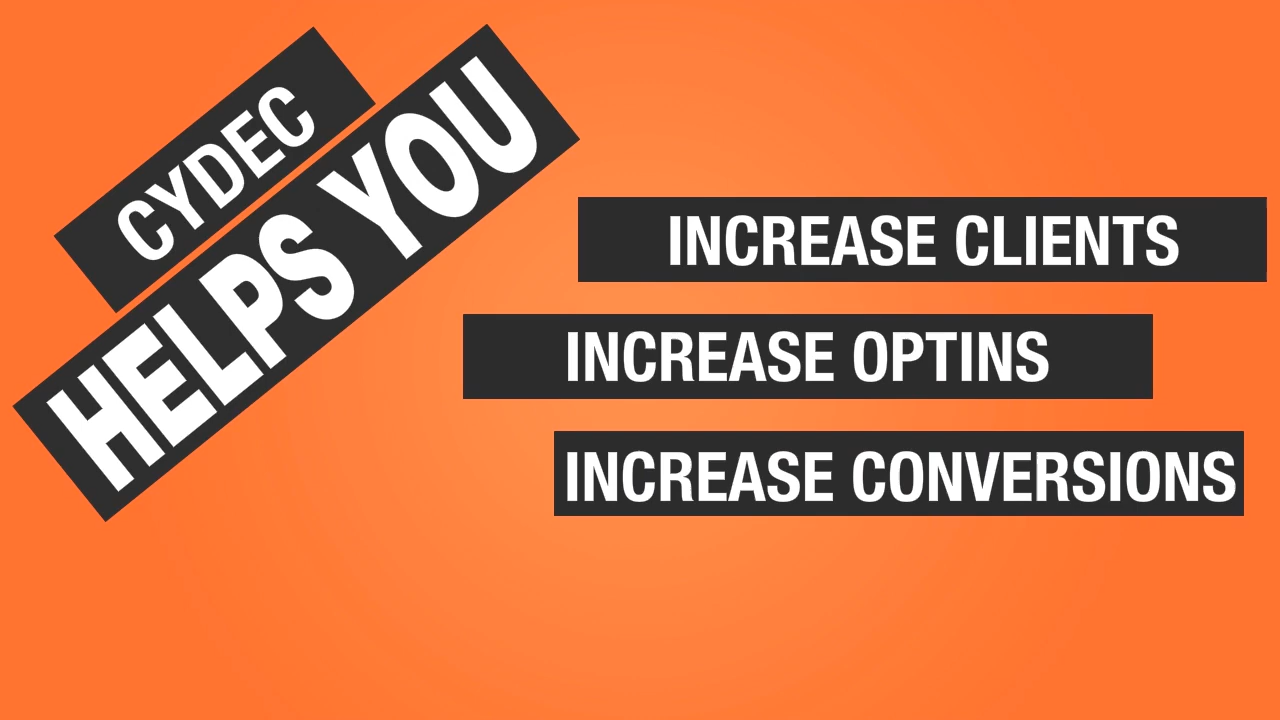 CYDEC
HELPS YOU
INCREASE CLIENTS
INCREASE OPTINS
INCREASE CONVERSIONS